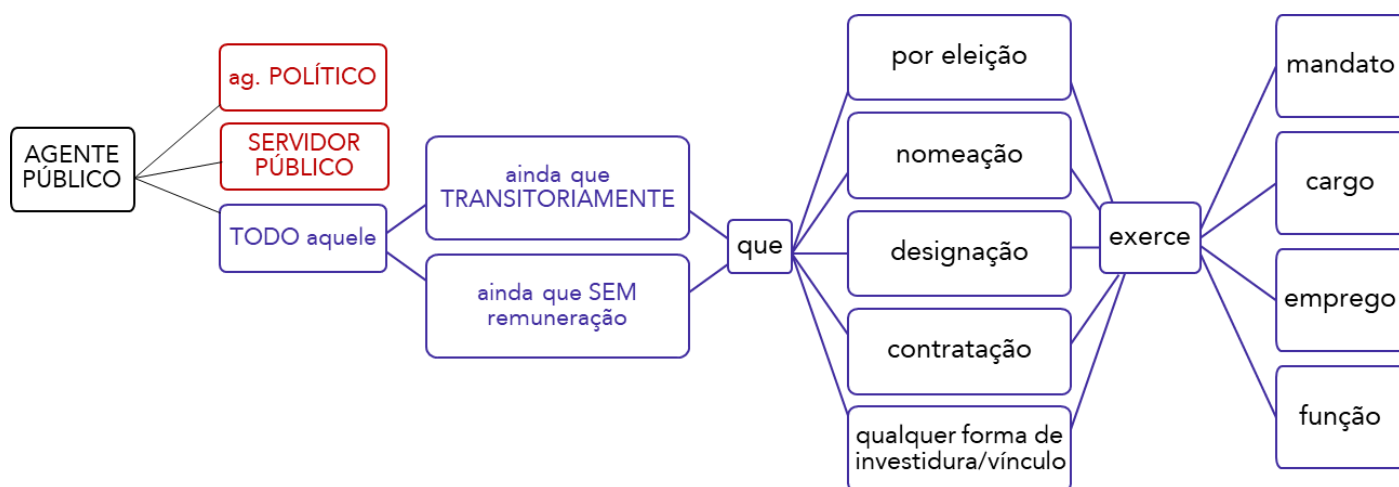 AGENTE
PÚBLICO
ag. POLÍTICO
SERVIDOR
PÚBLICO
TODO aquele
ainda que
TRANSITORIAMENTE
ainda que SEM
remuneração
que
por eleição
nomeação
designação
contratação
qualquer forma de
investidura/vínculo
exerce
mandato
cargo
emprego
função